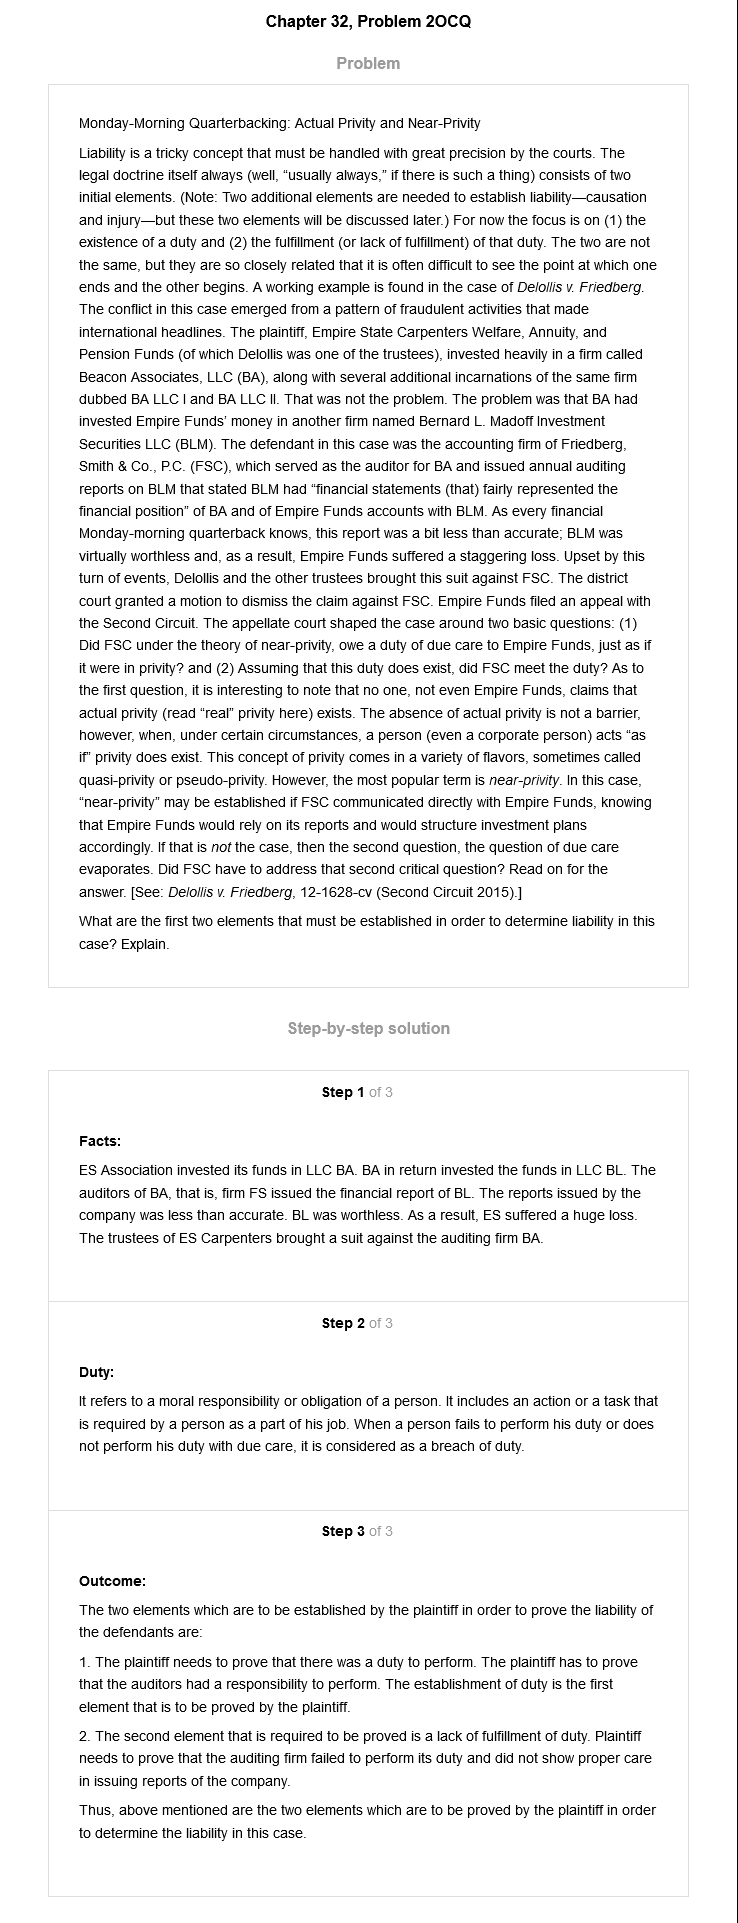 Chapter 32, Problem 2OCQ
Problem
Monday-Morning Quarterbacking: Actual Privity and Near-Privity
Liability is a tricky concept that must be handled with great precision by the courts. The
legal doctrine itself always (well, “usually always,” if there is such a thing) consists of two
initial elements. (Note: Two additional elements are needed to establish liability—causation
and injury—but these two elements will be discussed later.) For now the focus is on (1) the
existence of a duty and (2) the fulfillment (or lack of fulfillment) of that duty. The two are not
the same, but they are so closely related that it is often difficult to see the point at which one
ends and the other begins. A working example is found in the case of Delollis v. Friedberg.
The conflict in this case emerged from a pattern of fraudulent activities that made
international headlines. The plaintiff, Empire State Carpenters Welfare, Annuity, and
Pension Funds (of which Delollis was one of the trustees), invested heavily in a firm called
Beacon Associates, LLC (BA), along with several additional incarnations of the same firm
dubbed BA LLC I and BA LLC II. That was not the problem. The problem was that BA had
invested Empire Funds’ money in another firm named Bernard L. Madoff Investment
Securities LLC (BLM). The defendant in this case was the accounting firm of Friedberg,
Smith & Co., P.C. (FSC), which served as the auditor for BA and issued annual auditing
reports on BLM that stated BLM had “financial statements (that) fairly represented the
financial position” of BA and of Empire Funds accounts with BLM. As every financial
Monday-morning quarterback knows, this report was a bit less than accurate; BLM was
virtually worthless and, as a result, Empire Funds suffered a staggering loss. Upset by this
turn of events, Delollis and the other trustees brought this suit against FSC. The district
court granted a motion to dismiss the claim against FSC. Empire Funds filed an appeal with
the Second Circuit. The appellate court shaped the case around two basic questions: (1)
Did FSC under the theory of near-privity, owe a duty of due care to Empire Funds, just as if
it were in privity? and (2) Assuming that this duty does exist, did FSC meet the duty? As to
the first question, it is interesting to note that no one, not even Empire Funds, claims that
actual privity (read “real” privity here) exists. The absence of actual privity is not a barrier,
however, when, under certain circumstances, a person (even a corporate person) acts “as
if” privity does exist. This concept of privity comes in a variety of flavors, sometimes called
quasi-privity or pseudo-privity. However, the most popular term is near-privity. In this case,
“near-privity” may be established if FSC communicated directly with Empire Funds, knowing
that Empire Funds would rely on its reports and would structure investment plans
accordingly. If that is not the case, then the second question, the question of due care
evaporates. Did FSC have to address that second critical question? Read on for the
answer. [See: Delollis v. Friedberg, 12-1628-cv (Second Circuit 2015).]
What are the first two elements that must be established in order to determine liability in this
case? Explain.
Step-by-step solution
Step 1 of 3
Facts:
ES Association invested its funds in LLC BA. BA in return invested the funds in LLC BL. The
auditors of BA, that is, firm FS issued the financial report of BL. The reports issued by the
company was less than accurate. BL was worthless. As a result, ES suffered a huge loss.
The trustees of ES Carpenters brought a suit against the auditing firm BA.
Step 2 of 3
Duty:
It refers to a moral responsibility or obligation of a person. It includes an action or a task that
is required by a person as a part of his job. When a person fails to perform his duty or does
not perform his duty with due care, it is considered as a breach of duty.
Step 3 of 3
Outcome:
The two elements which are to be established by the plaintiff in order to prove the liability of
the defendants are:
1. The plaintiff needs to prove that there was a duty to perform. The plaintiff has to prove
that the auditors had a responsibility to perform. The establishment of duty is the first
element that is to be proved by the plaintiff.
2. The second element that is required to be proved is a lack of fulfillment of duty. Plaintiff
needs to prove that the auditing firm failed to perform its duty and did not show proper care
in issuing reports of the company.
Thus, above mentioned are the two elements which are to be proved by the plaintiff in order
to determine the liability in this case.